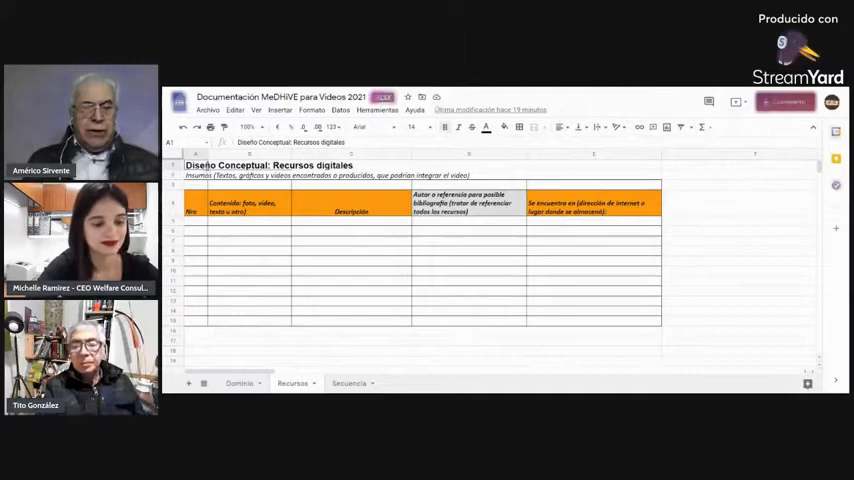 Producido con
StreamYard
Américo Sirvente
Michelle Ramirez - CEO Welfare Consul...
Tito González
Documentación MeDHiVE para Videos 2021
.XLSX
Archivo Editar Ver Insertar Formato Datos Herramientas Última modificación hace 19 minutos
100% € % .0 .00 123 Arial 14 B I S A
A1 Diseño Conceptual: Recursos digitales
Diseño Conceptual: Recursos digitales
Insumos (Textos, gráficos y videos encontrados o producidos, que podrían integrar el video)
Nro
Contenido: foto, video,
texto u otro)
Descripción
Autor o referencia para posible
bibliografía (tratar de referenciar
todos los recursos)
Se encuentra en (dirección de internet o
lugar donde se almacenó):
Dominio Recursos Secuencia